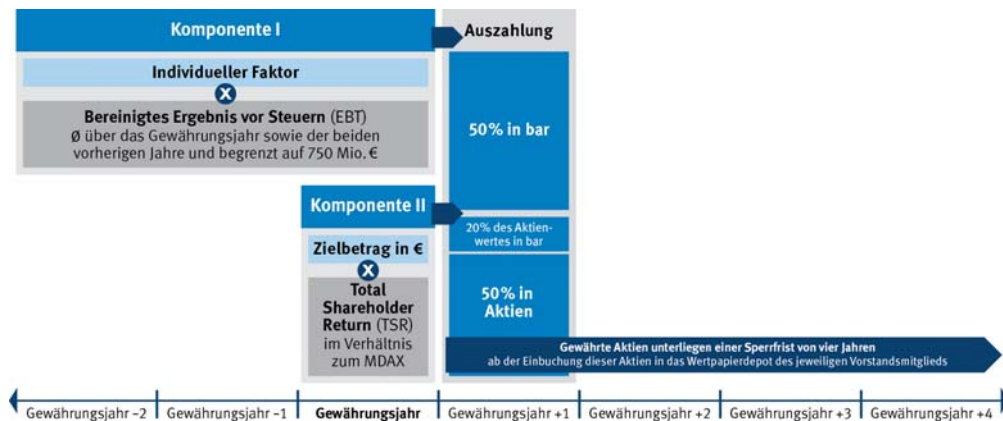 Komponente I
Auszahlung
Individueller Faktor
X
Bereinigtes Ergebnis vor Steuern (EBT)
Ø über das Gewährungsjahr sowie der beiden
vorherigen Jahre und begrenzt auf 750 Mio. €
50% in bar
Komponente II
20% des Aktien-
wertes in bar
Zielbetrag in €
X
Total
Shareholder
Return (TSR)
im Verhältnis
zum MDAX
50% in
Aktien
Gewährte Aktien unterliegen einer Sperrfrist von vier Jahren
ab der Einbuchung dieser Aktien in das Wertpapierdepot des jeweiligen Vorstandsmitglieds
Gewährungsjahr -2
Gewährungsjahr -1
Gewährungsjahr
Gewährungsjahr +1
Gewährungsjahr +2
Gewährungsjahr +3
Gewährungsjahr +4